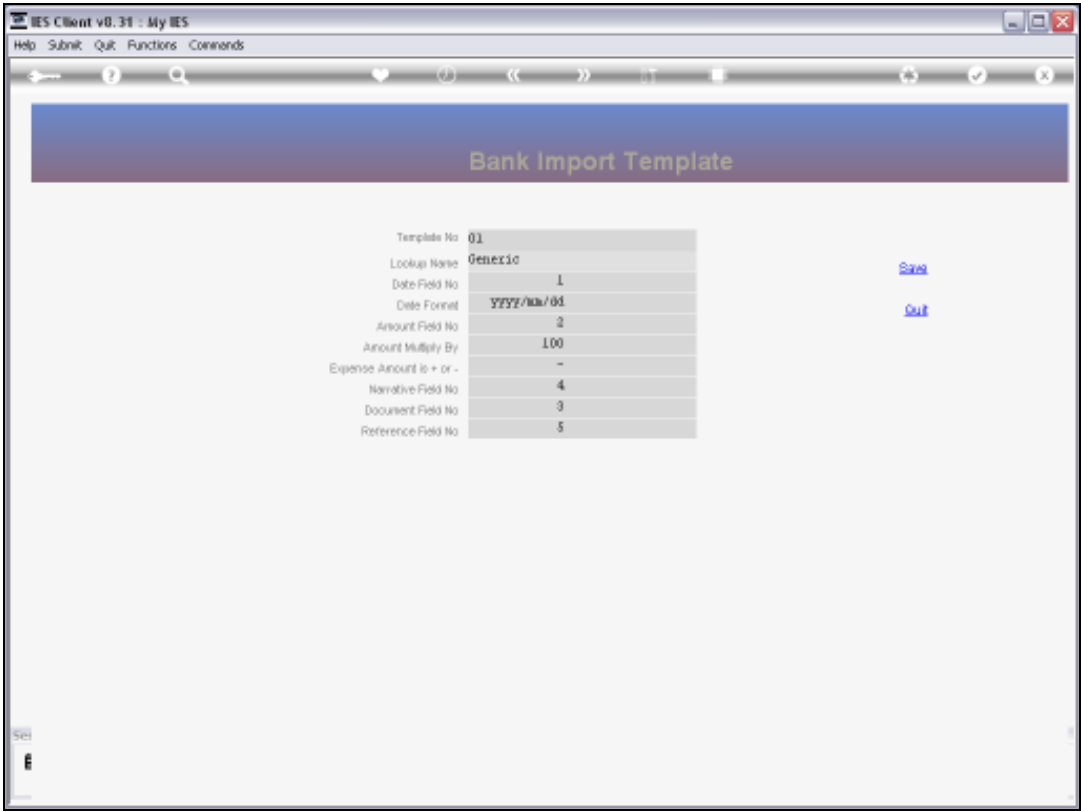 IES Client v8.31 : My IES
Help Submit Quit Functions Commands
Bank Import Template
Template No 01
Lookup Name Generic
Date Field No 1
Date Format yyyy/mm/dd
Amount Field No 2
Amount Multiply By 100
Expense Amount is + or - -
Narrative Field No 4
Document Field No 3
Reference Field No 5
Save
Quit